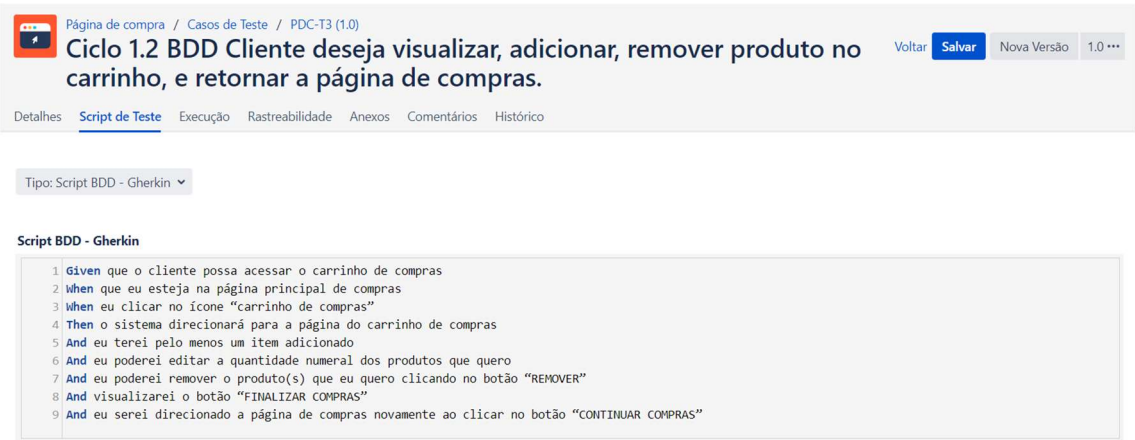 Página de compra / Casos de Teste / PDC-T3 (1.0)
Ciclo 1.2 BDD Cliente deseja visualizar, adicionar, remover produto no
carrinho, e retornar a página de compras.
Voltar Salvar Nova Versão 1.0 ···
Detalhes Script de Teste Execução Rastreabilidade Anexos Comentários Histórico
Tipo: Script BDD - Gherkin
Script BDD - Gherkin
1 Given que o cliente possa acessar o carrinho de compras
2 When que eu esteja na página principal de compras
3 When eu clicar no ícone “carrinho de compras”
4 Then o sistema direcionará para a página do carrinho de compras
5 And eu terei pelo menos um item adicionado
6 And eu poderei editar a quantidade numeral dos produtos que quero
7 And eu poderei remover o produto(s) que eu quero clicando no botão “REMOVER”
8 And visualizarei o botão “FINALIZAR COMPRAS”
9 And eu serei direcionado a página de compras novamente ao clicar no botão “CONTINUAR COMPRAS”